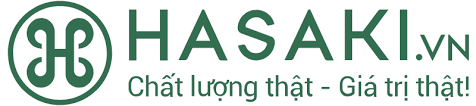 HASAKI.VN
Chất lượng thật - Giá trị thật!